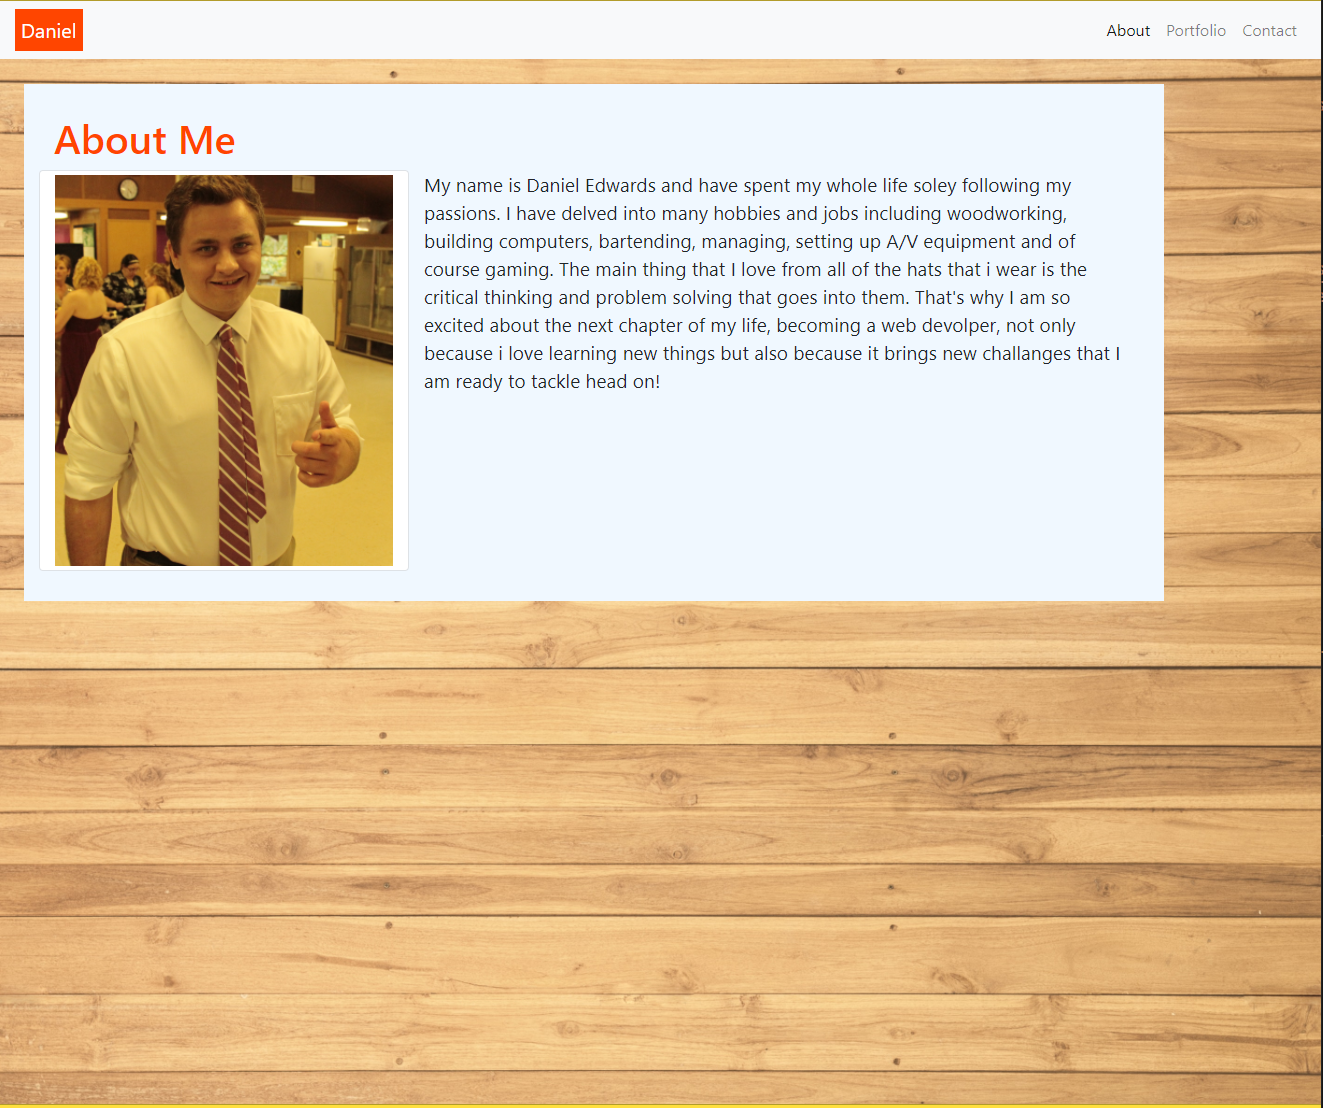 Daniel
About Portfolio Contact
About Me
My name is Daniel Edwards and have spent my whole life soley following my
passions. I have delved into many hobbies and jobs including woodworking,
building computers, bartending, managing, setting up A/V equipment and of
course gaming. The main thing that I love from all of the hats that i wear is the
critical thinking and problem solving that goes into them. That's why I am so
excited about the next chapter of my life, becoming a web devolper, not only
because i love learning new things but also because it brings new challanges that I
am ready to tackle head on!